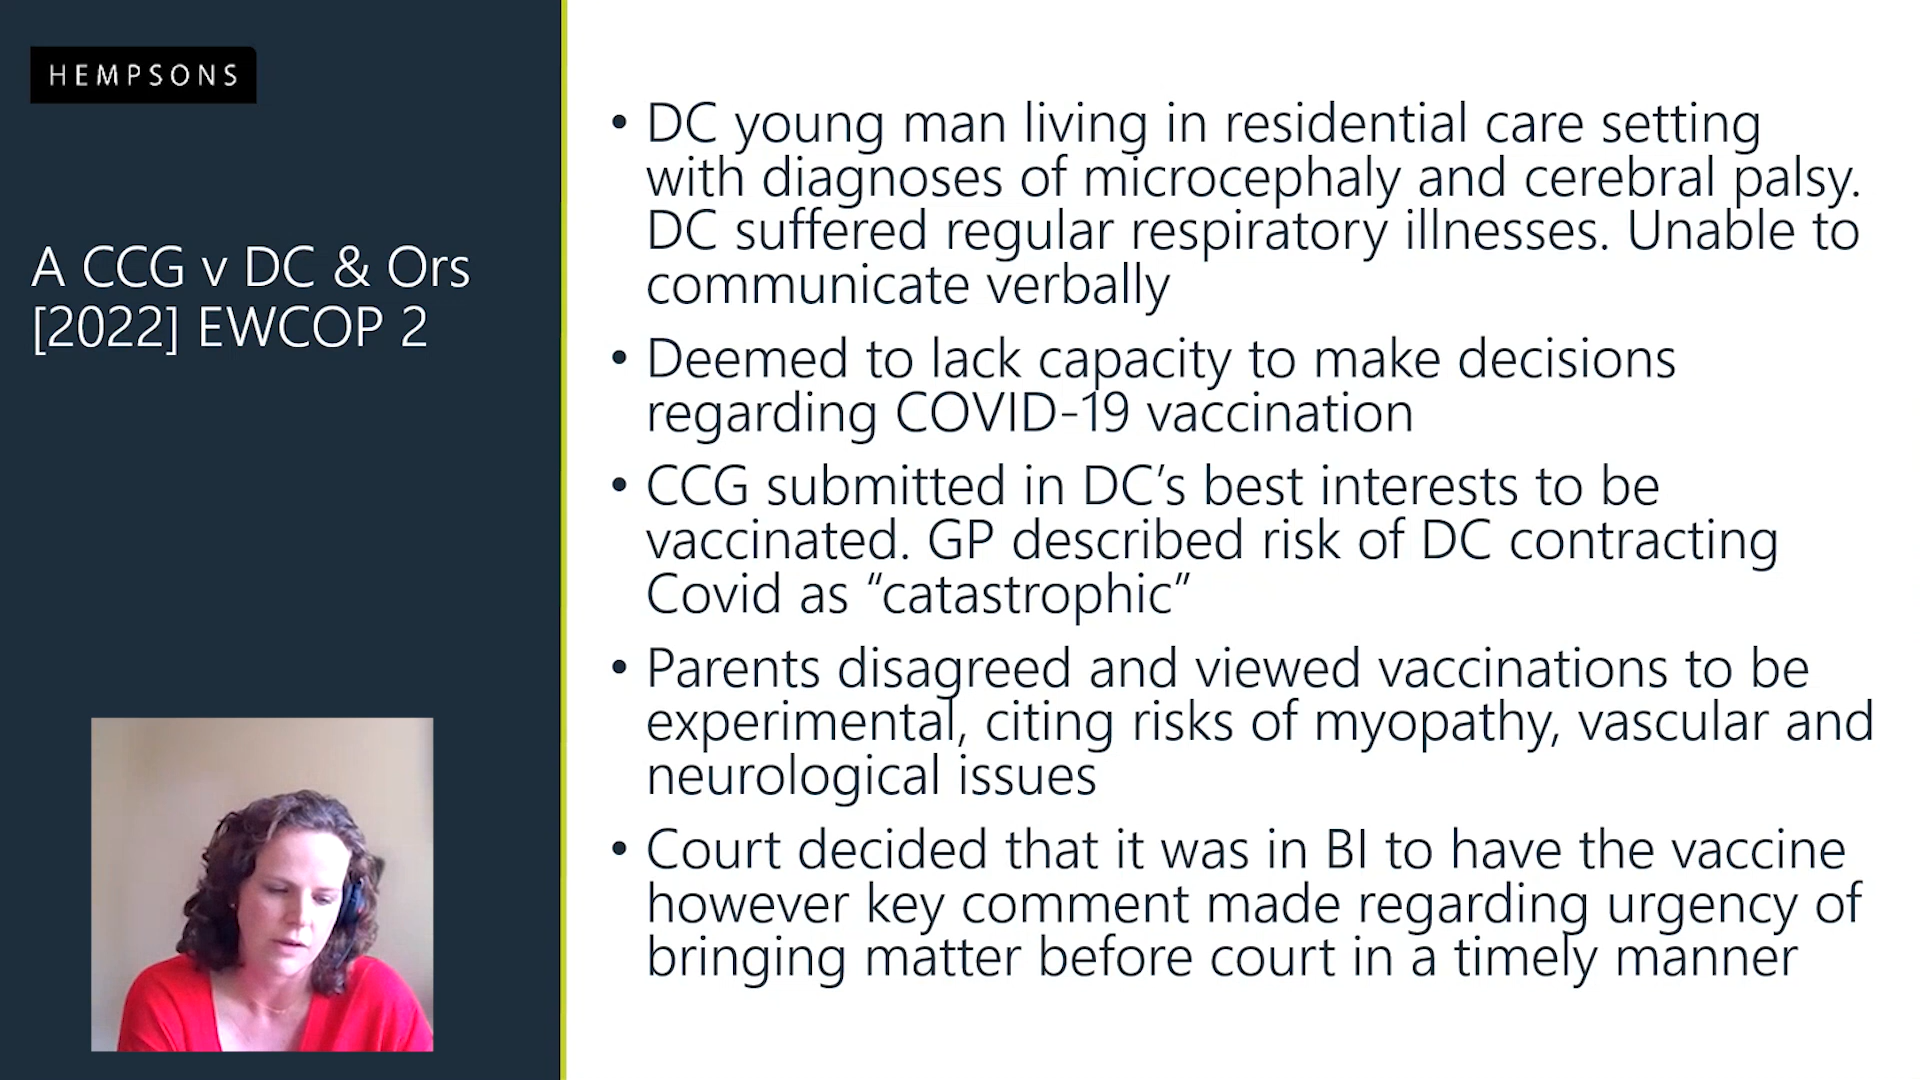 HEMPSONS
A CCG v DC & Ors
[2022] EWCOP 2
• DC young man living in residential care setting
with diagnoses of microcephaly and cerebral palsy.
DC suffered regular respiratory illnesses. Unable to
communicate verbally
• Deemed to lack capacity to make decisions
regarding COVID-19 vaccination
• CCG submitted in DC’s best interests to be
vaccinated. GP described risk of DC contracting
Covid as “catastrophic”
• Parents disagreed and viewed vaccinations to be
experimental, citing risks of myopathy, vascular and
neurological issues
• Court decided that it was in BI to have the vaccine
however key comment made regarding urgency of
bringing matter before court in a timely manner